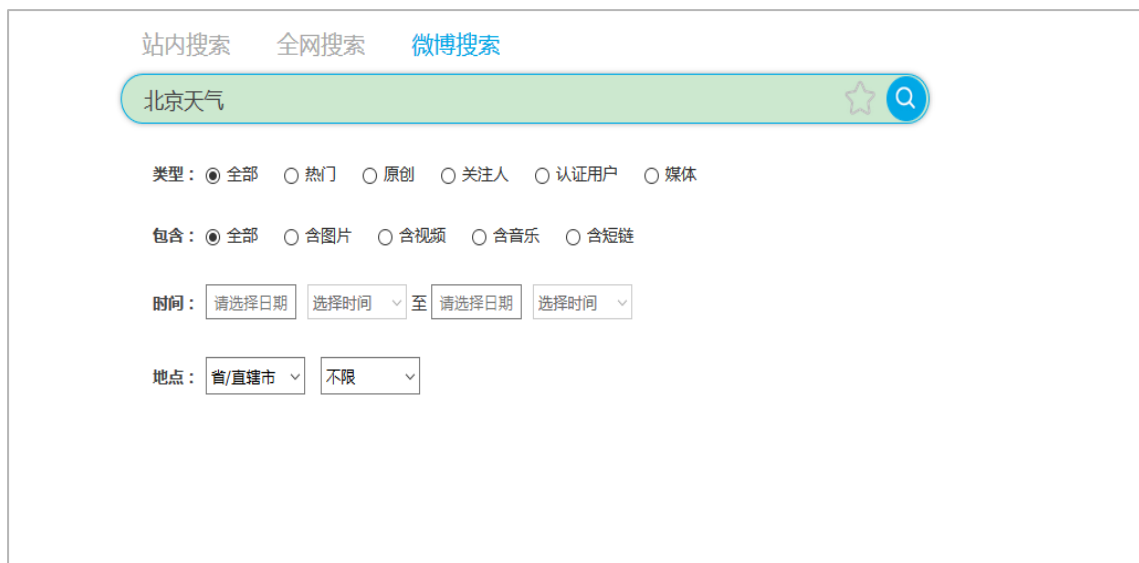 站内搜索 全网搜索 微博搜索
北京天气
类型： 全部 热门 原创 关注人 认证用户 媒体
包含： 全部 含图片 含视频 含音乐 含短链
时间： 请选择日期 选择时间 至 请选择日期 选择时间
地点： 省/直辖市 不限